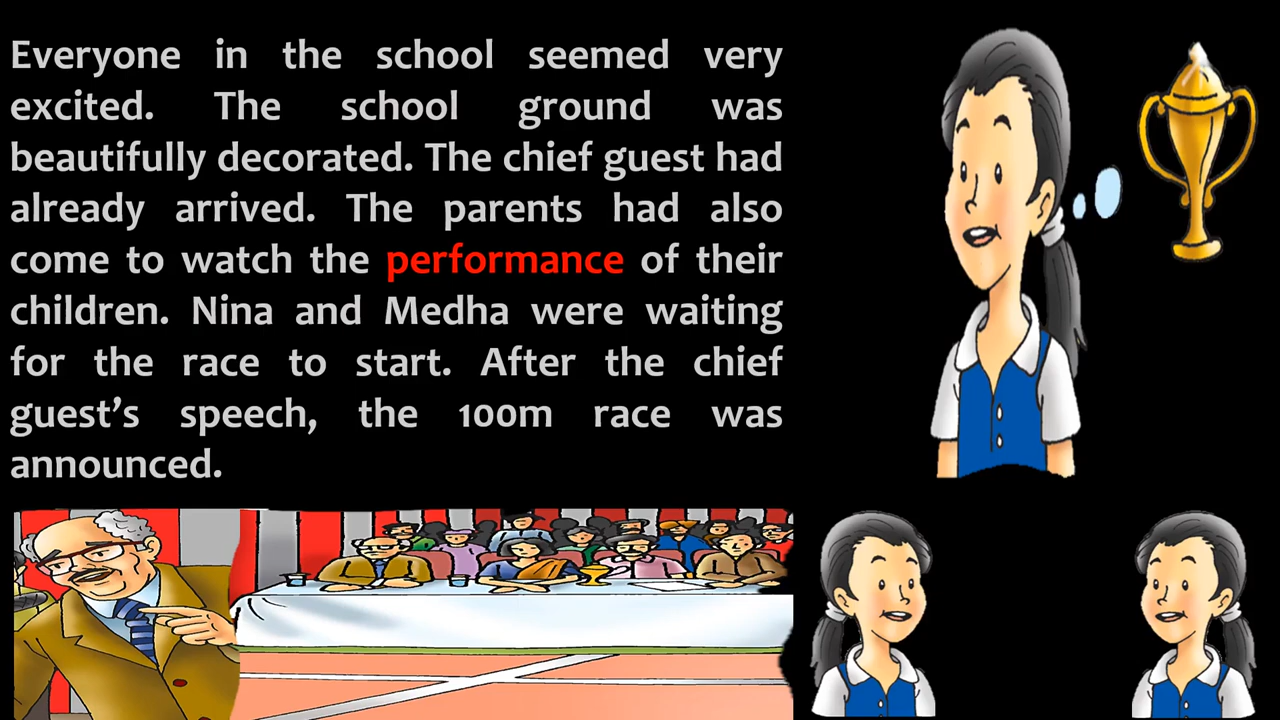 Everyone in the school seemed very
excited. The school ground was
beautifully decorated. The chief guest had
already arrived. The parents had also
come to watch the performance of their
children. Nina and Medha were waiting
for the race to start. After the chief
guest’s speech, the 100m race was
announced.